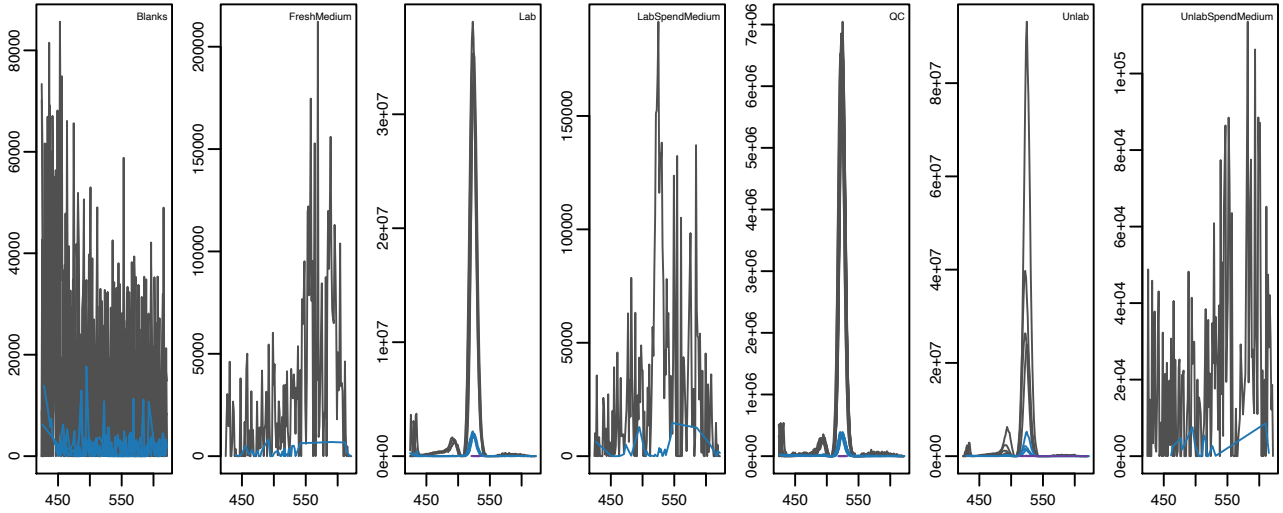 Blanks
0
20000
40000
60000
80000
450
550
FreshMedium
0
50000
100000
150000
200000
450
550
Lab
0e+00
1e+07
2e+07
3e+07
450
550
LabSpendMedium
0
50000
100000
150000
450
550
QC
0e+00
1e+06
2e+06
3e+06
4e+06
5e+06
6e+06
7e+06
450
550
Unlab
0e+00
2e+07
4e+07
6e+07
8e+07
450
550
UnlabSpendMedium
0e+00
2e+04
4e+04
6e+04
8e+04
1e+05
450
550